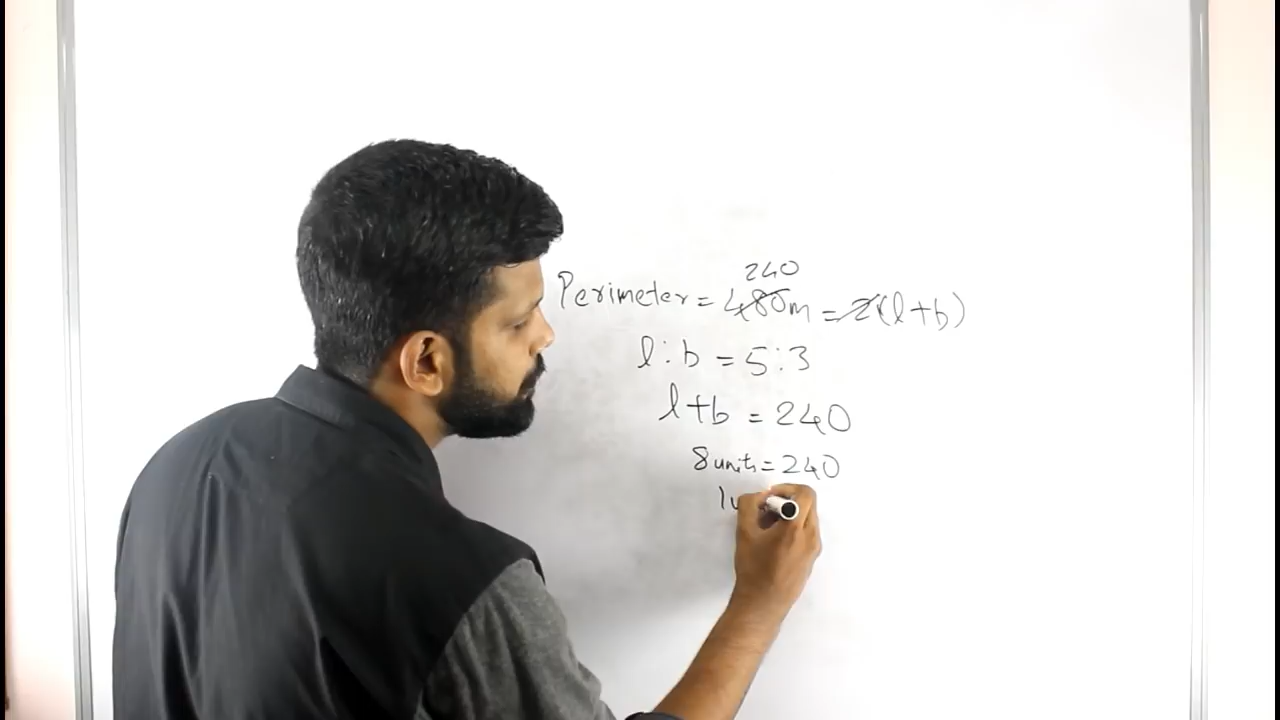 240
Perimeter = 480m = 2(l+b)
l:b = 5:3
l+b = 240
8 units = 240
1u